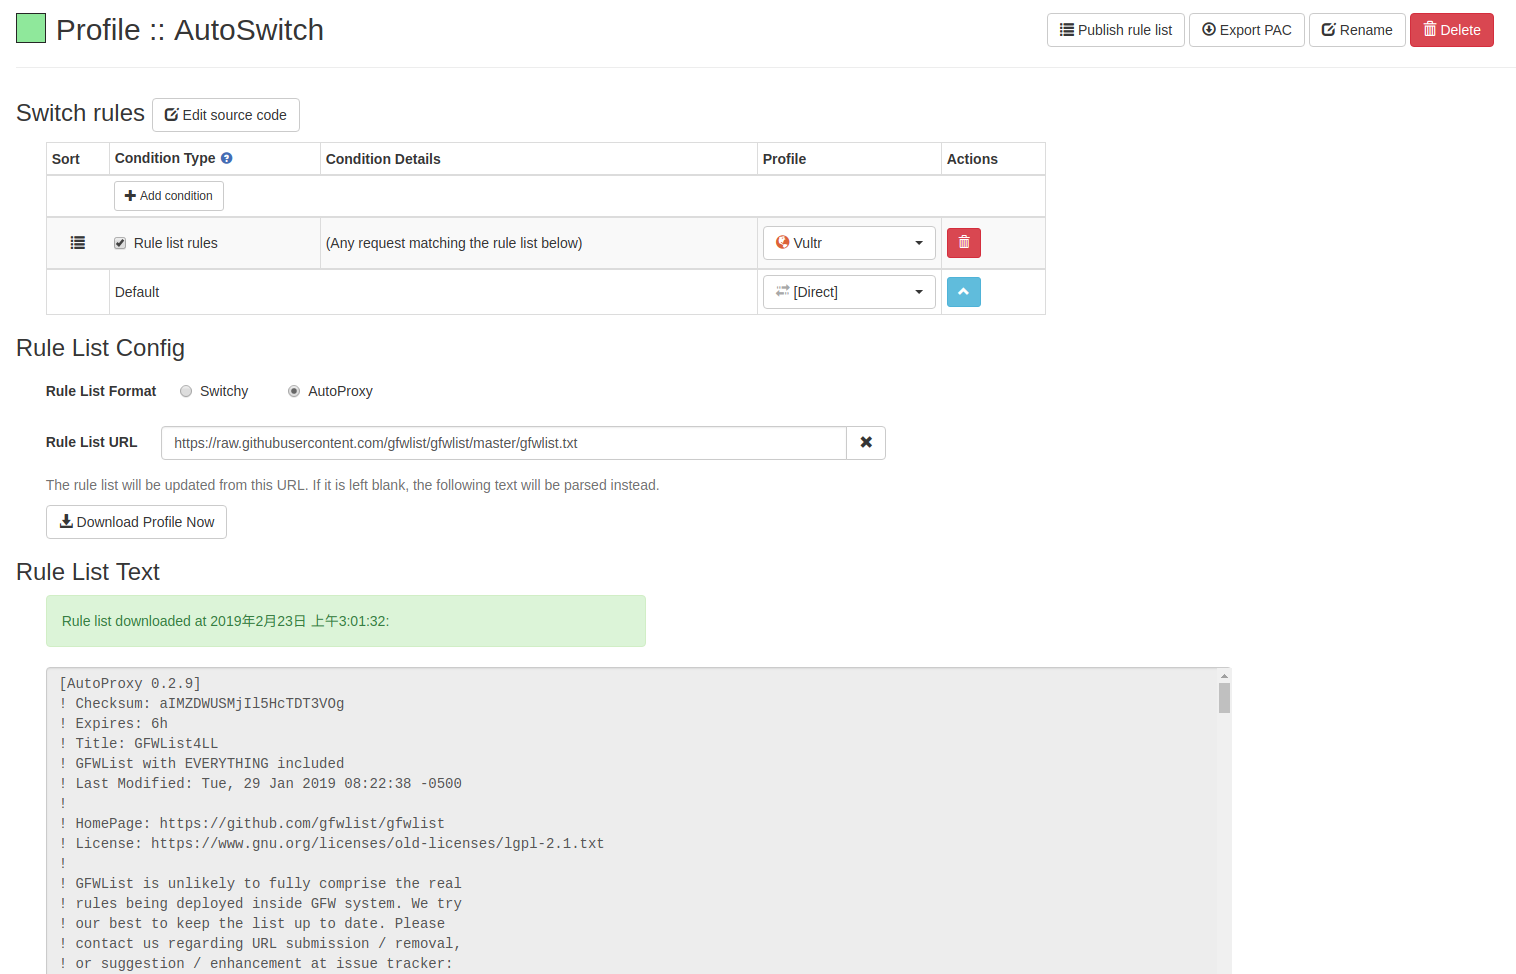 Profile :: AutoSwitch
Publish rule list
Export PAC
Rename
Delete
Switch rules
Edit source code
Sort Condition Type Condition Details Profile Actions
Add condition
Rule list rules (Any request matching the rule list below) Vultr
Default [Direct]
Rule List Config
Rule List Format Switchy AutoProxy
Rule List URL https://raw.githubusercontent.com/gfwlist/gfwlist/master/gfwlist.txt
The rule list will be updated from this URL. If it is left blank, the following text will be parsed instead.
Download Profile Now
Rule List Text
Rule list downloaded at 2019年2月23日 上午3:01:32:
[AutoProxy 0.2.9]
! Checksum: aIMZDWUSMjIl5HcTDT3VOg
! Expires: 6h
! Title: GFWList4LL
! GFWList with EVERYTHING included
! Last Modified: Tue, 29 Jan 2019 08:22:38 -0500
!
! HomePage: https://github.com/gfwlist/gfwlist
! License: https://www.gnu.org/licenses/old-licenses/lgpl-2.1.txt
!
! GFWList is unlikely to fully comprise the real
! rules being deployed inside GFW system. We try
! our best to keep the list up to date. Please
! contact us regarding URL submission / removal,
! or suggestion / enhancement at issue tracker: